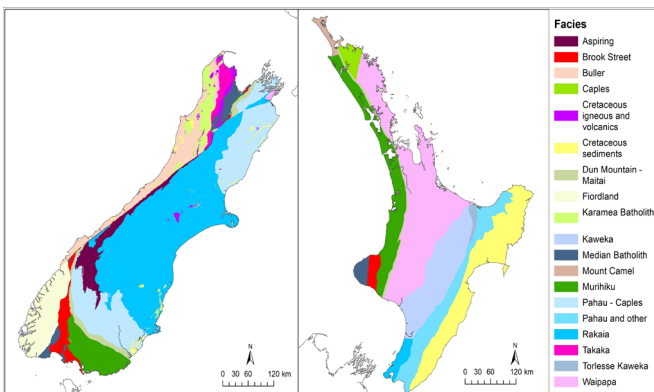 Facies
Aspiring
Brook Street
Buller
Caples
Cretaceous
igneous and
volcanics
Cretaceous
sediments
Dun Mountain -
Maitai
Fiordland
Karamea Batholith
Kaweka
Median Batholith
Mount Camel
Murihiku
Pahau - Caples
Pahau and other
Rakaia
Takaka
Torlesse Kaweka
Waipapa
N
0 30 60 120 km
N
0 30 60 120 km